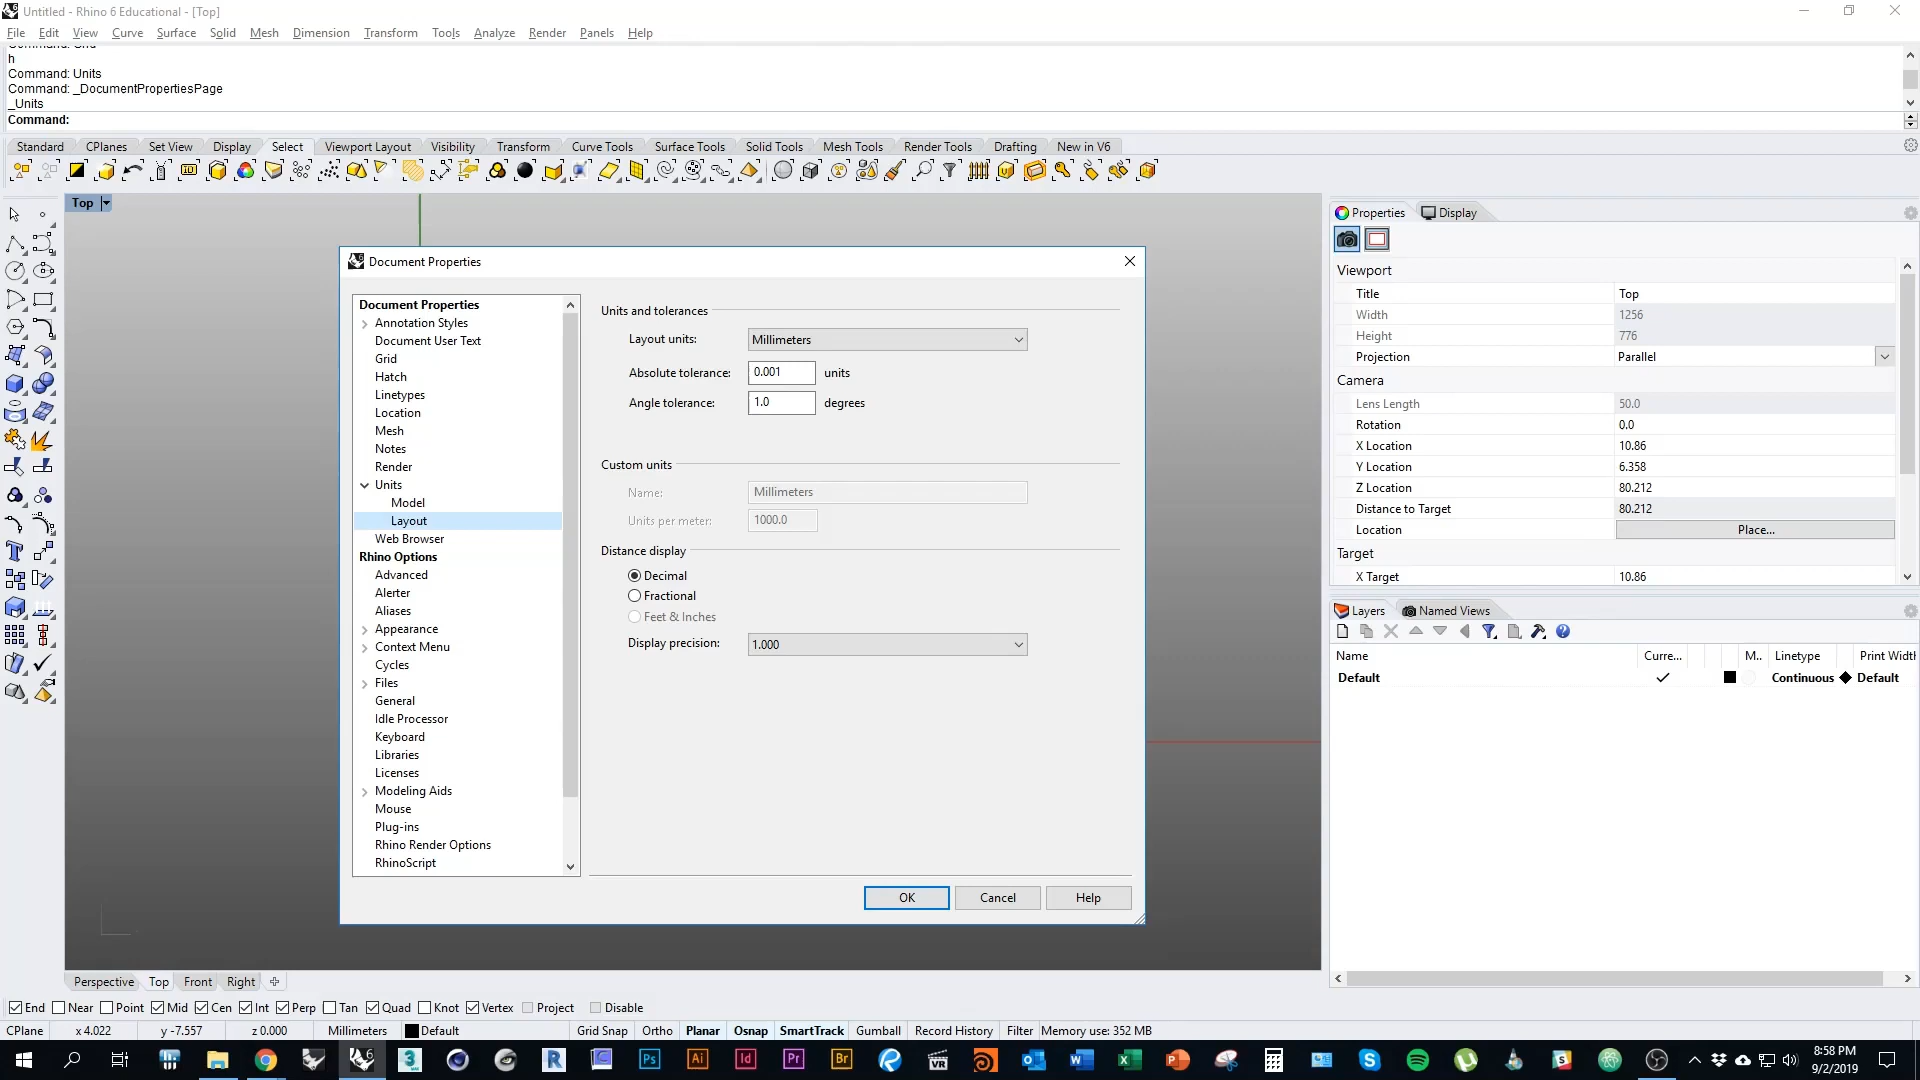 Untitled - Rhino 6 Educational - [Top]
File Edit View Curve Surface Solid Mesh Dimension Transform Tools Analyze Render Panels Help
h
Command: Units
Command: _DocumentPropertiesPage
_Units
Command:
Standard CPlanes Set View Display Select Viewport Layout Visibility Transform Curve Tools Surface Tools Solid Tools Mesh Tools Render Tools Drafting New in V6
Top
Document Properties
Document Properties
Annotation Styles
Document User Text
Grid
Hatch
Linetypes
Location
Mesh
Notes
Render
Units
Model
Layout
Web Browser
Rhino Options
Advanced
Alerter
Aliases
Appearance
Context Menu
Cycles
Files
General
Idle Processor
Keyboard
Libraries
Licenses
Modeling Aids
Mouse
Plug-ins
Rhino Render Options
RhinoScript
Units and tolerances
Layout units: Millimeters
Absolute tolerance: 0.001 units
Angle tolerance: 1.0 degrees
Custom units
Name: Millimeters
Units per meter: 1000.0
Distance display
Decimal
Fractional
Feet & Inches
Display precision: 1.000
OK Cancel Help
Properties Display
Viewport
Title Top
Width 1256
Height 776
Projection Parallel
Camera
Lens Length 50.0
Rotation 0.0
X Location 10.86
Y Location 6.358
Z Location 80.212
Distance to Target 80.212
Location Place...
Target
X Target 10.86
Layers Named Views
Name Curre... M.. Linetype Print Width
Default Continuous Default
Perspective Top Front Right
End Near Point Mid Cen Int Perp Tan Quad Knot Vertex Project Disable
CPlane x 4.022 y -7.557 z 0.000 Millimeters Default Grid Snap Ortho Planar Osnap SmartTrack Gumball Record History Filter Memory use: 352 MB
8:58 PM
9/2/2019